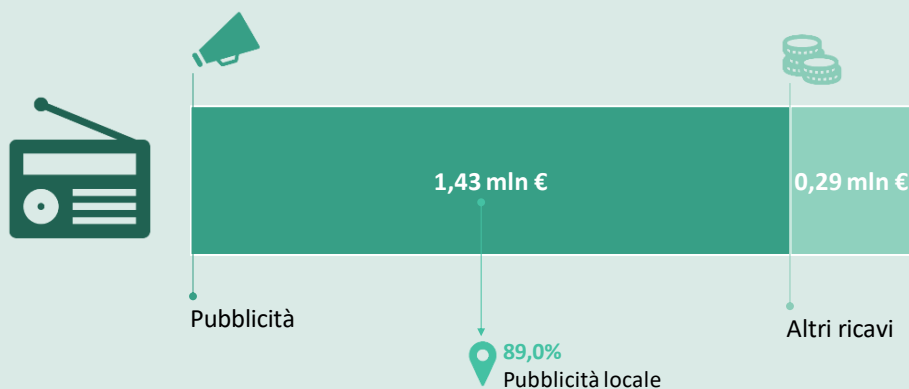 1,43 mln €
0,29 mln €
Pubblicità
Altri ricavi
89,0%
Pubblicità locale